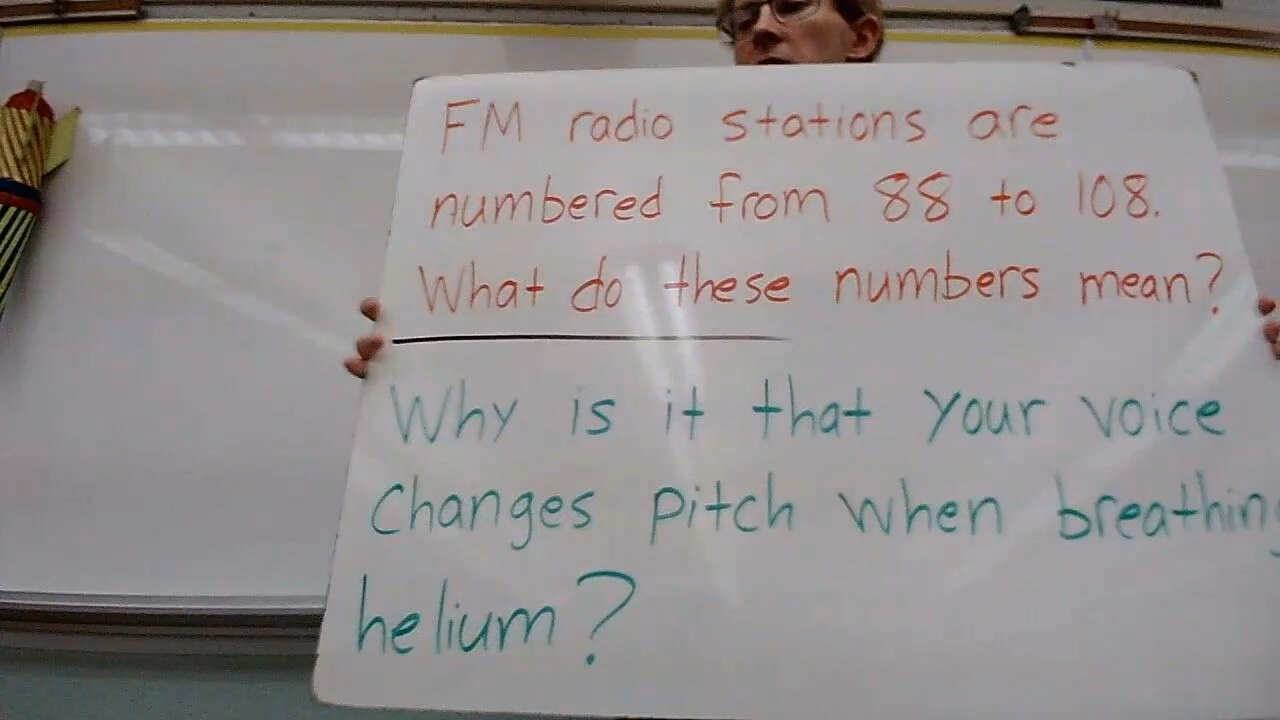 FM radio stations are
numbered from 88 to 108.
What do these numbers mean?
Why is it that your voice
changes pitch when breathing
helium?